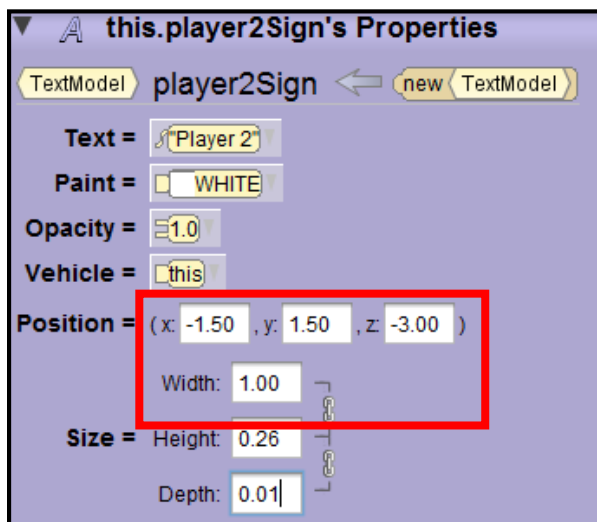 this.player2Sign's Properties
TextModel player2Sign new TextModel
Text = "Player 2"
Paint = WHITE
Opacity = 1.0
Vehicle = this
Position = ( x: -1.50 , y: 1.50 , z: -3.00 )
Width: 1.00
Size = Height: 0.26
Depth: 0.01